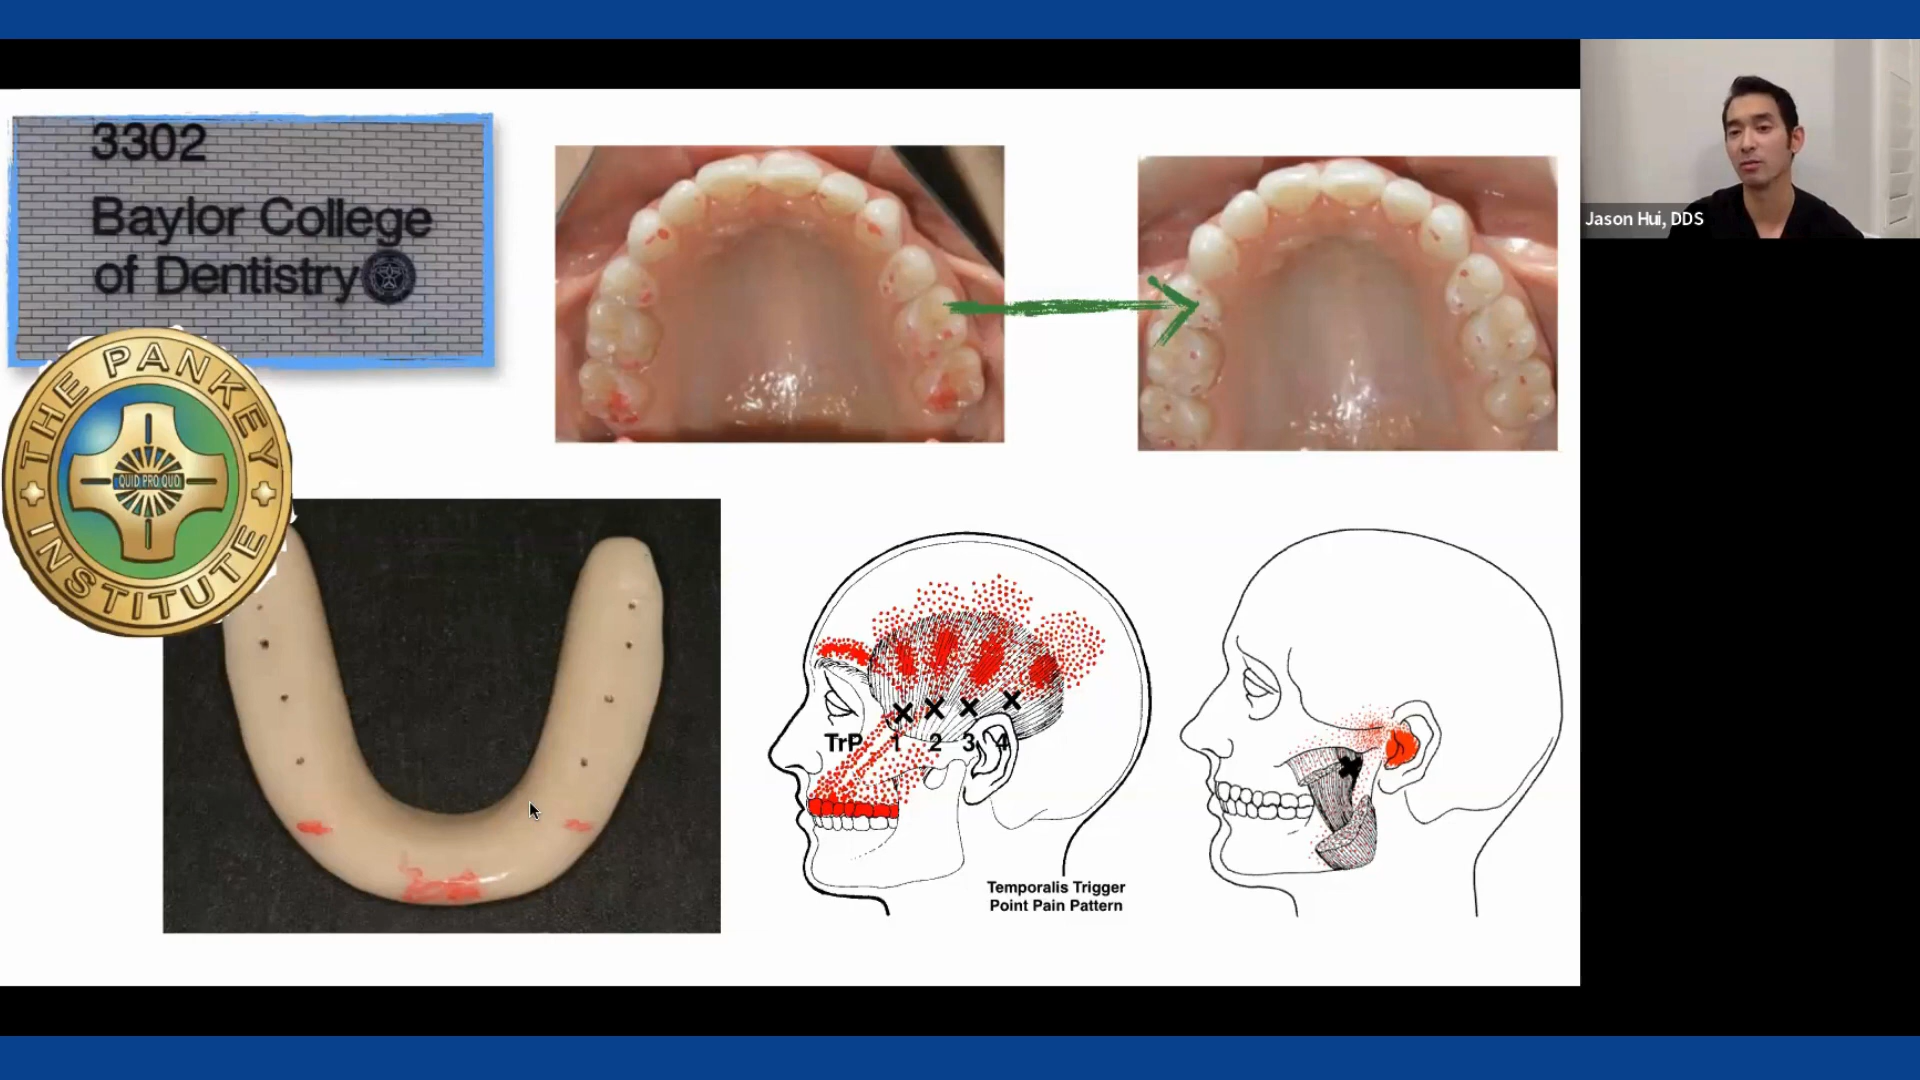 3302
Baylor College
of Dentistry
THE PANKEY
INSTITUTE
QUID PRO QUO
TrP 1 2 3 4
Temporalis Trigger
Point Pain Pattern
Jason Hui, DDS